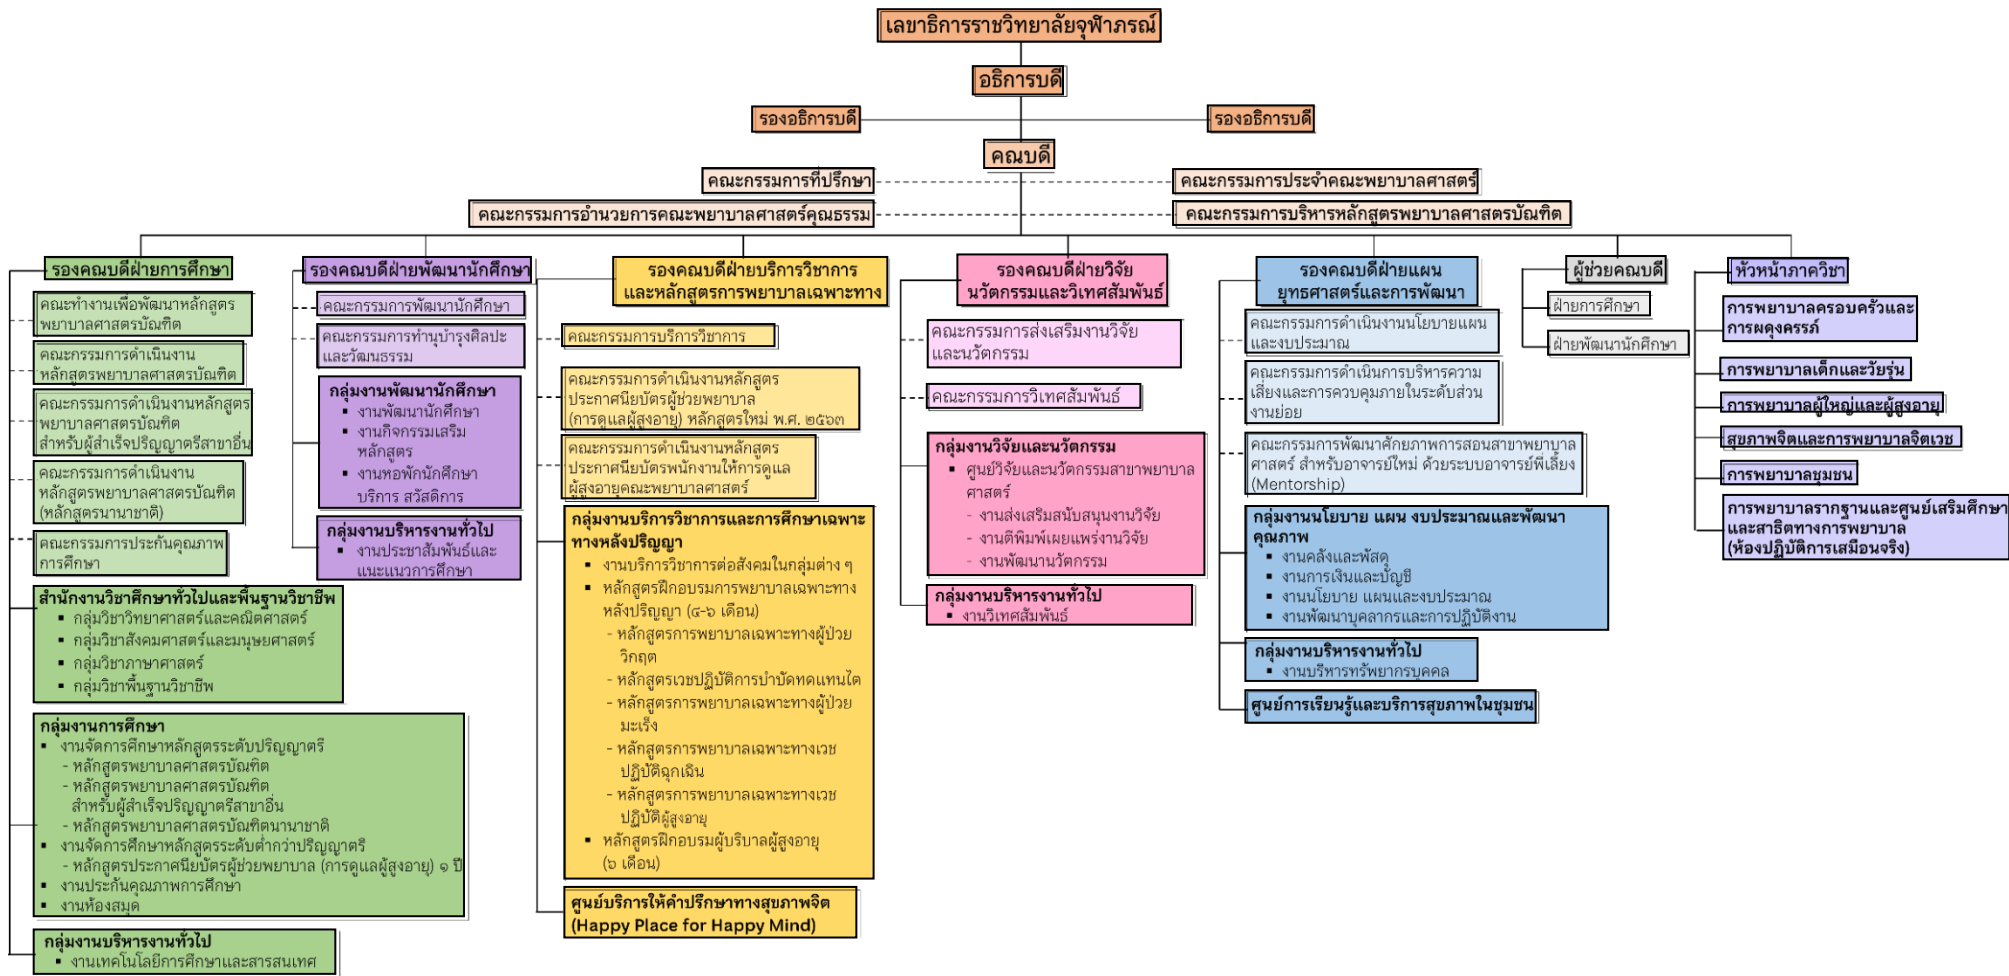 เลขาธิการราชวิทยาลัยจุฬาภรณ์
อธิการบดี
รองอธิการบดี
รองอธิการบดี
คณบดี
คณะกรรมการที่ปรึกษา
คณะกรรมการประจำคณะพยาบาลศาสตร์
คณะกรรมการอำนวยการคณะพยาบาลศาสตร์คุณธรรม
คณะกรรมการบริหารหลักสูตรพยาบาลศาสตรบัณฑิต
รองคณบดีฝ่ายการศึกษา
คณะทำงานเพื่อพัฒนาหลักสูตร
พยาบาลศาสตรบัณฑิต
คณะกรรมการดำเนินงาน
หลักสูตรพยาบาลศาสตรบัณฑิต
คณะกรรมการดำเนินงานหลักสูตร
พยาบาลศาสตรบัณฑิต
สำหรับผู้สำเร็จปริญญาตรีสาขาอื่น
คณะกรรมการดำเนินงาน
หลักสูตรพยาบาลศาสตรบัณฑิต
(หลักสูตรนานาชาติ)
คณะกรรมการประกันคุณภาพ
การศึกษา
สำนักงานวิชาศึกษาทั่วไปและพื้นฐานวิชาชีพ
▪ กลุ่มวิชาวิทยาศาสตร์และคณิตศาสตร์
▪ กลุ่มวิชาสังคมศาสตร์และมนุษยศาสตร์
▪ กลุ่มวิชาภาษาศาสตร์
▪ กลุ่มวิชาพื้นฐานวิชาชีพ
กลุ่มงานการศึกษา
▪ งานจัดการศึกษาหลักสูตรระดับปริญญาตรี
- หลักสูตรพยาบาลศาสตรบัณฑิต
- หลักสูตรพยาบาลศาสตรบัณฑิต
สำหรับผู้สำเร็จปริญญาตรีสาขาอื่น
- หลักสูตรพยาบาลศาสตรบัณฑิตนานาชาติ
▪ งานจัดการศึกษาหลักสูตรระดับต่ำกว่าปริญญาตรี
- หลักสูตรประกาศนียบัตรผู้ช่วยพยาบาล (การดูแลผู้สูงอายุ) ๑ ปี
▪ งานประกันคุณภาพการศึกษา
▪ งานห้องสมุด
กลุ่มงานบริหารงานทั่วไป
▪ งานเทคโนโลยีการศึกษาและสารสนเทศ
รองคณบดีฝ่ายพัฒนานักศึกษา
คณะกรรมการพัฒนานักศึกษา
คณะกรรมการทำนุบำรุงศิลปะ
และวัฒนธรรม
กลุ่มงานพัฒนานักศึกษา
▪ งานพัฒนานักศึกษา
▪ งานกิจกรรมเสริม
หลักสูตร
▪ งานหอพักนักศึกษา
บริการ สวัสดิการ
กลุ่มงานบริหารงานทั่วไป
▪ งานประชาสัมพันธ์และ
แนะแนวการศึกษา
รองคณบดีฝ่ายบริการวิชาการ
และหลักสูตรการพยาบาลเฉพาะทาง
คณะกรรมการบริการวิชาการ
คณะกรรมการดำเนินงานหลักสูตร
ประกาศนียบัตรผู้ช่วยพยาบาล
(การดูแลผู้สูงอายุ) หลักสูตรใหม่ พ.ศ. ๒๕๖๓
คณะกรรมการดำเนินงานหลักสูตร
ประกาศนียบัตรพนักงานให้การดูแล
ผู้สูงอายุคณะพยาบาลศาสตร์
กลุ่มงานบริการวิชาการและการศึกษาเฉพาะ
ทางหลังปริญญา
▪ งานบริการวิชาการต่อสังคมในกลุ่มต่าง ๆ
▪ หลักสูตรฝึกอบรมการพยาบาลเฉพาะทาง
หลังปริญญา (๔-๖ เดือน)
- หลักสูตรการพยาบาลเฉพาะทางผู้ป่วย
วิกฤต
- หลักสูตรเวชปฏิบัติการบำบัดทดแทนไต
- หลักสูตรการพยาบาลเฉพาะทางผู้ป่วย
มะเร็ง
- หลักสูตรการพยาบาลเฉพาะทางเวช
ปฏิบัติฉุกเฉิน
- หลักสูตรการพยาบาลเฉพาะทางเวช
ปฏิบัติผู้สูงอายุ
▪ หลักสูตรฝึกอบรมผู้บริบาลผู้สูงอายุ
(๖ เดือน)
ศูนย์บริการให้คำปรึกษาทางสุขภาพจิต
(Happy Place for Happy Mind)
รองคณบดีฝ่ายวิจัย
นวัตกรรมและวิเทศสัมพันธ์
คณะกรรมการส่งเสริมงานวิจัย
และนวัตกรรม
คณะกรรมการวิเทศสัมพันธ์
กลุ่มงานวิจัยและนวัตกรรม
▪ ศูนย์วิจัยและนวัตกรรมสาขาพยาบาล
ศาสตร์
- งานส่งเสริมสนับสนุนงานวิจัย
- งานตีพิมพ์เผยแพร่งานวิจัย
- งานพัฒนานวัตกรรม
กลุ่มงานบริหารงานทั่วไป
▪ งานวิเทศสัมพันธ์
รองคณบดีฝ่ายแผน
ยุทธศาสตร์และการพัฒนา
คณะกรรมการดำเนินงานนโยบายแผน
และงบประมาณ
คณะกรรมการดำเนินการบริหารความ
เสี่ยงและการควบคุมภายในระดับส่วน
งานย่อย
คณะกรรมการพัฒนาศักยภาพการสอนสาขาพยาบาล
ศาสตร์ สำหรับอาจารย์ใหม่ ด้วยระบบอาจารย์พี่เลี้ยง
(Mentorship)
กลุ่มงานนโยบาย แผน งบประมาณและพัฒนา
คุณภาพ
▪ งานคลังและพัสดุ
▪ งานการเงินและบัญชี
▪ งานนโยบาย แผนและงบประมาณ
▪ งานพัฒนาบุคลากรและการปฏิบัติงาน
กลุ่มงานบริหารงานทั่วไป
▪ งานบริหารทรัพยากรบุคคล
ศูนย์การเรียนรู้และบริการสุขภาพในชุมชน
ผู้ช่วยคณบดี
ฝ่ายการศึกษา
ฝ่ายพัฒนานักศึกษา
หัวหน้าภาควิชา
การพยาบาลครอบครัวและ
การผดุงครรภ์
การพยาบาลเด็กและวัยรุ่น
การพยาบาลผู้ใหญ่และผู้สูงอายุ
สุขภาพจิตและการพยาบาลจิตเวช
การพยาบาลชุมชน
การพยาบาลรากฐานและศูนย์เสริมศึกษา
และสาธิตทางการพยาบาล
(ห้องปฏิบัติการเสมือนจริง)